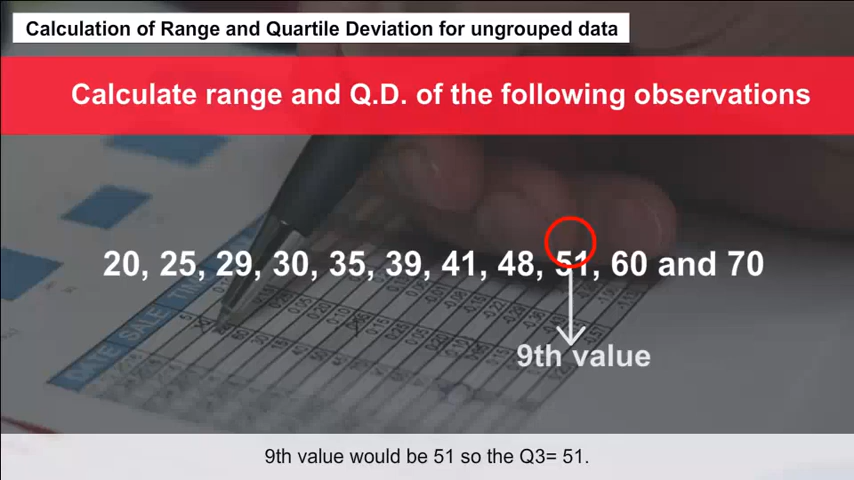 Calculation of Range and Quartile Deviation for ungrouped data
Calculate range and Q.D. of the following observations
20, 25, 29, 30, 35, 39, 41, 48, 51, 60 and 70
9th value
DATE SALE
9th value would be 51 so the Q3= 51.